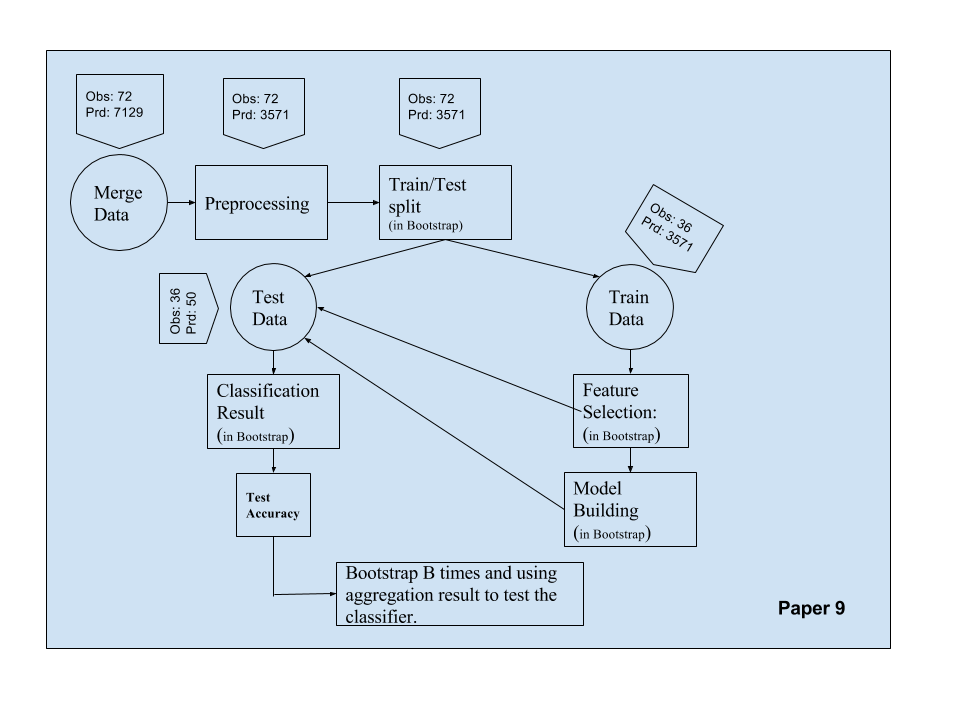 Obs: 72
Prd: 7129
Obs: 72
Prd: 3571
Obs: 72
Prd: 3571
Merge
Data
Preprocessing
Train/Test
split
(in Bootstrap)
Obs: 36
Prd: 3571
Obs: 36
Prd: 50
Test
Data
Train
Data
Classification
Result
(in Bootstrap)
Feature
Selection:
(in Bootstrap)
Test
Accuracy
Model
Building
(in Bootstrap)
Bootstrap B times and using
aggregation result to test the
classifier.
Paper 9